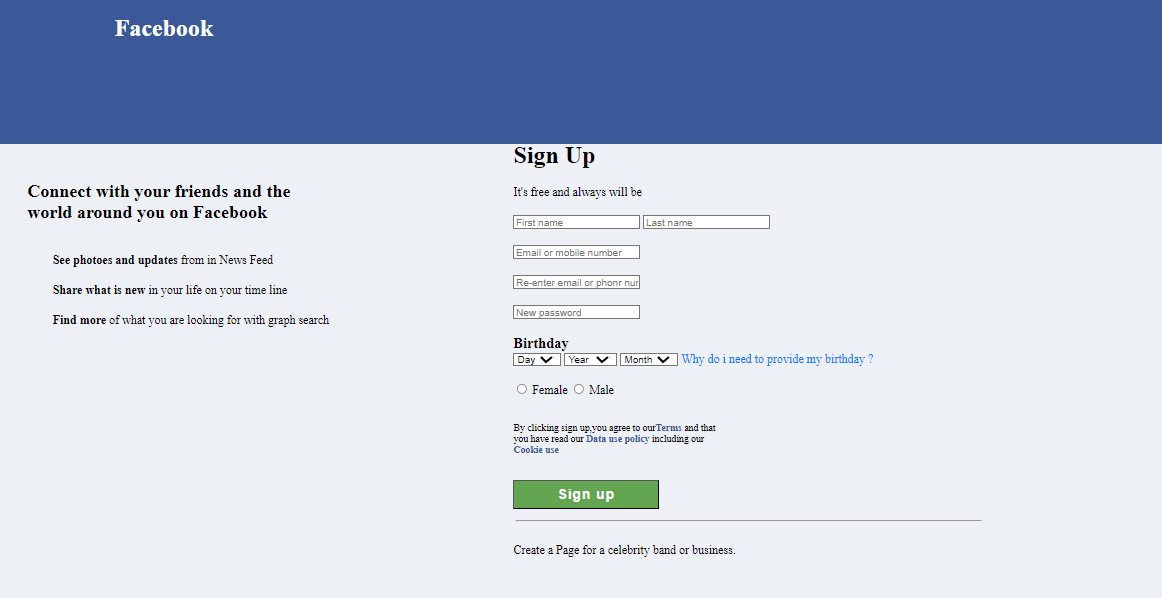 Facebook
Sign Up
Connect with your friends and the
world around you on Facebook
It's free and always will be
First name Last name
See photoes and updates from in News Feed
Email or mobile number
Share what is new in your life on your time line
Re-enter email or phonr nur
Find more of what you are looking for with graph search
New password
Birthday
Day Year Month Why do i need to provide my birthday ?
Female Male
By clicking sign up,you agree to ourTerms and that
you have read our Data use policy including our
Cookie use
Sign up
Create a Page for a celebrity band or business.